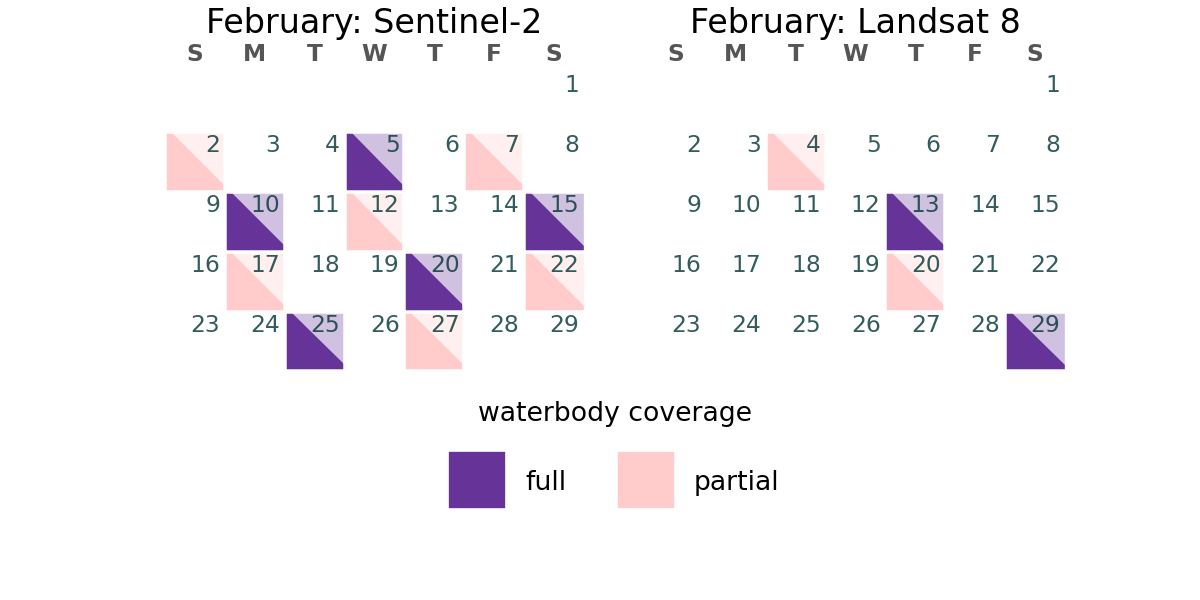 February: Sentinel-2
S M T W T F S
1
2 3 4 5 6 7 8
9 10 11 12 13 14 15
16 17 18 19 20 21 22
23 24 25 26 27 28 29
February: Landsat 8
S M T W T F S
1
2 3 4 5 6 7 8
9 10 11 12 13 14 15
16 17 18 19 20 21 22
23 24 25 26 27 28 29
waterbody coverage
full
partial